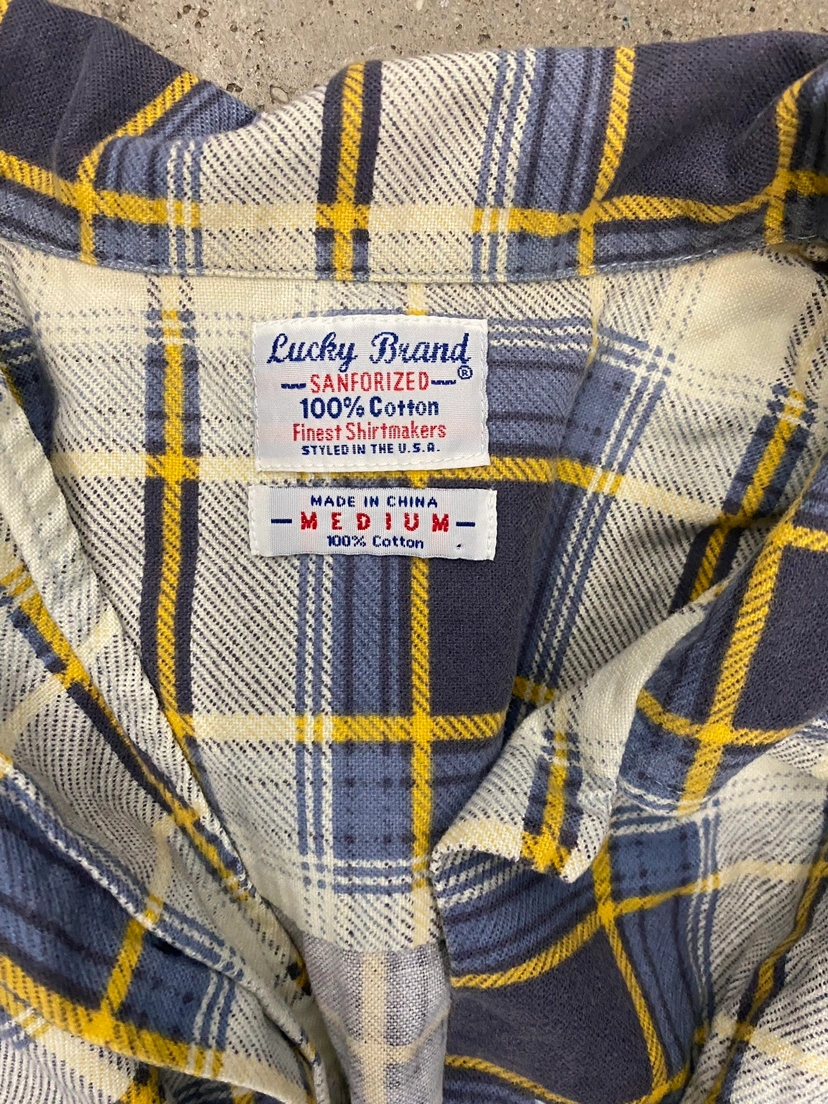 Lucky Brand®
SANFORIZED
100% Cotton
Finest Shirtmakers
STYLED IN THE U.S.A.
MADE IN CHINA
- MEDIUM -
100% Cotton